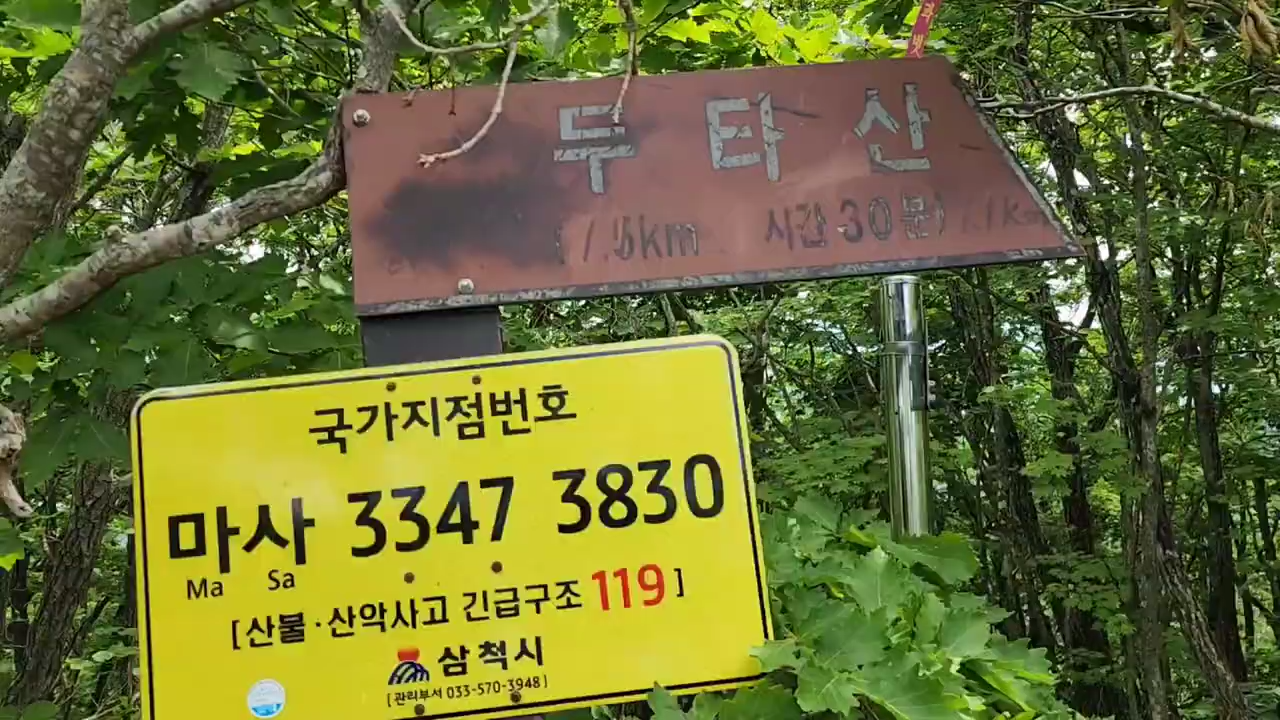 두타산
시간 30분)
국가지점번호
마사 3347 3830
Ma Sa
[산불·산악사고 긴급구조 119]
삼척시
[관리부서 033-570-3948]